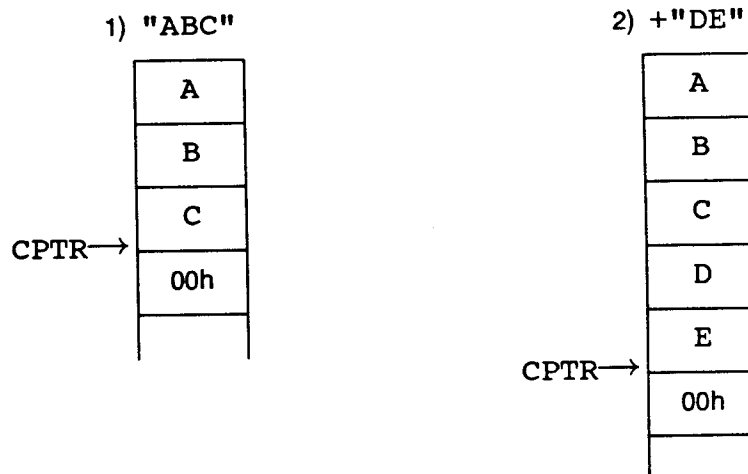 1) "ABC"
A
B
C
CPTR→
00h
2) +"DE"
A
B
C
D
E
CPTR→
00h